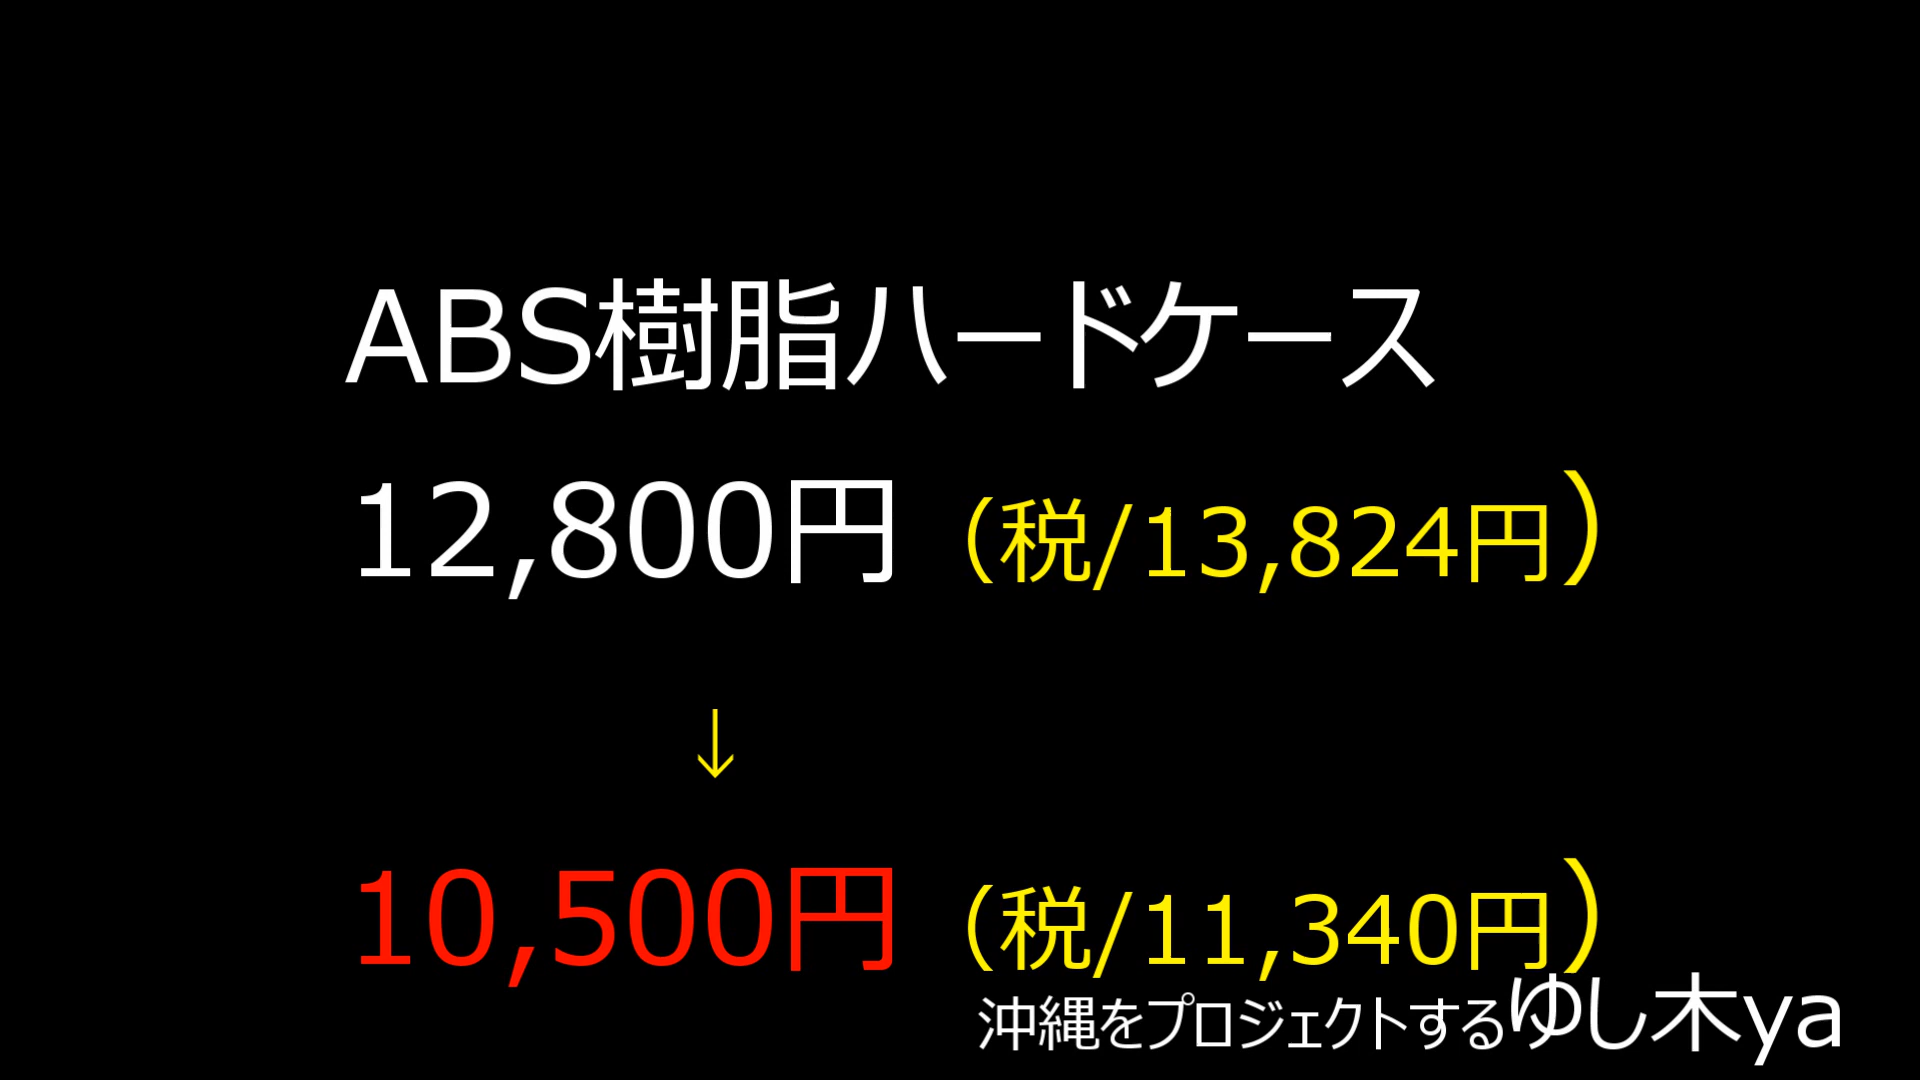 ABS樹脂ハードケース
12,800円（税/13,824円）
↓
10,500円（税/11,340円）
沖縄をプロジェクトするゆし木ya